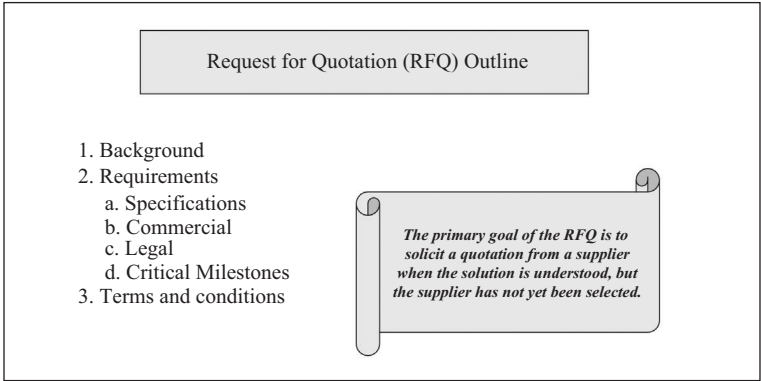 Request for Quotation (RFQ) Outline
1. Background
2. Requirements
a. Specifications
b. Commercial
c. Legal
d. Critical Milestones
3. Terms and conditions
The primary goal of the RFQ is to
solicit a quotation from a supplier
when the solution is understood, but
the supplier has not yet been selected.